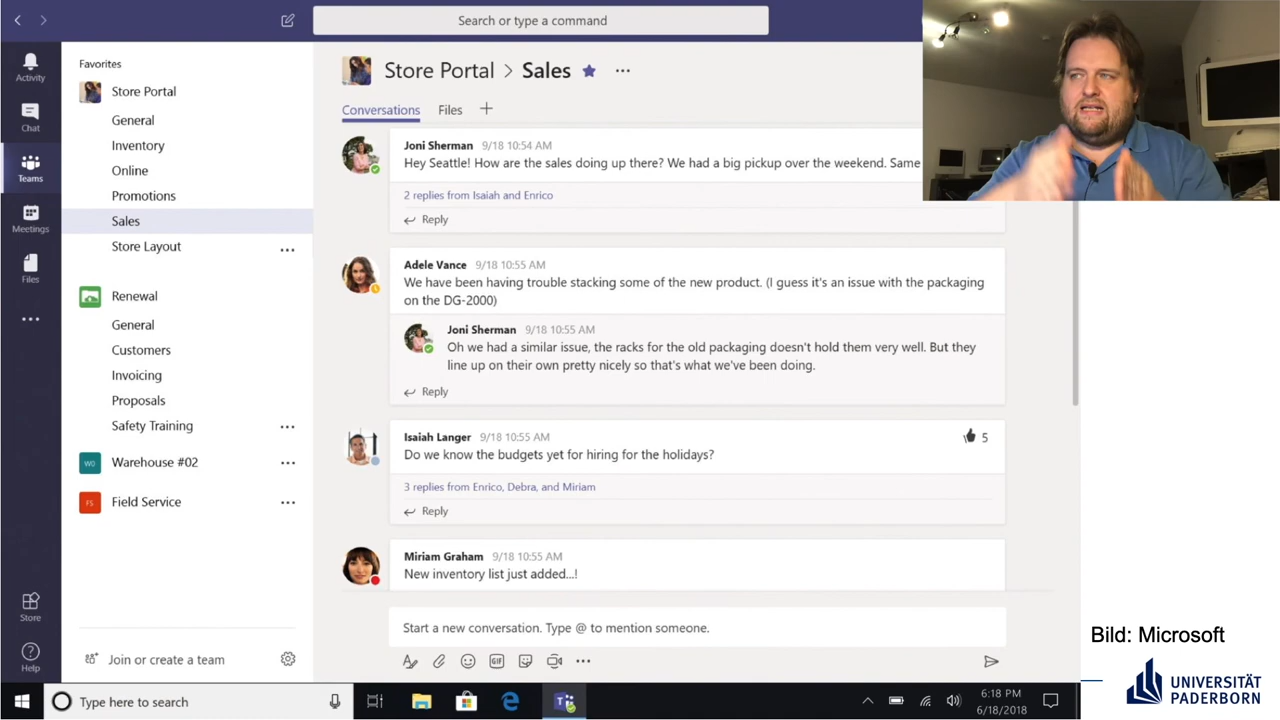 Search or type a command
Activity
Chat
Teams
Meetings
Files
Store
Help
Favorites
Store Portal
General
Inventory
Online
Promotions
Sales
Store Layout
Renewal
General
Customers
Invoicing
Proposals
Safety Training
W0 Warehouse #02
FS Field Service
Join or create a team
Store Portal > Sales
Conversations Files
Joni Sherman 9/18 10:54 AM
Hey Seattle! How are the sales doing up there? We had a big pickup over the weekend. Same
2 replies from Isaiah and Enrico
Reply
Adele Vance 9/18 10:55 AM
We have been having trouble stacking some of the new product. (I guess it's an issue with the packaging
on the DG-2000)
Joni Sherman 9/18 10:55 AM
Oh we had a similar issue, the racks for the old packaging doesn't hold them very well. But they
line up on their own pretty nicely so that's what we've been doing.
Reply
Isaiah Langer 9/18 10:55 AM 5
Do we know the budgets yet for hiring for the holidays?
3 replies from Enrico, Debra, and Miriam
Reply
Miriam Graham 9/18 10:55 AM
New inventory list just added...!
Start a new conversation. Type @ to mention someone.
GIF
Type here to search
6:18 PM
6/18/2018
Bild: Microsoft
UNIVERSITÄT
PADERBORN